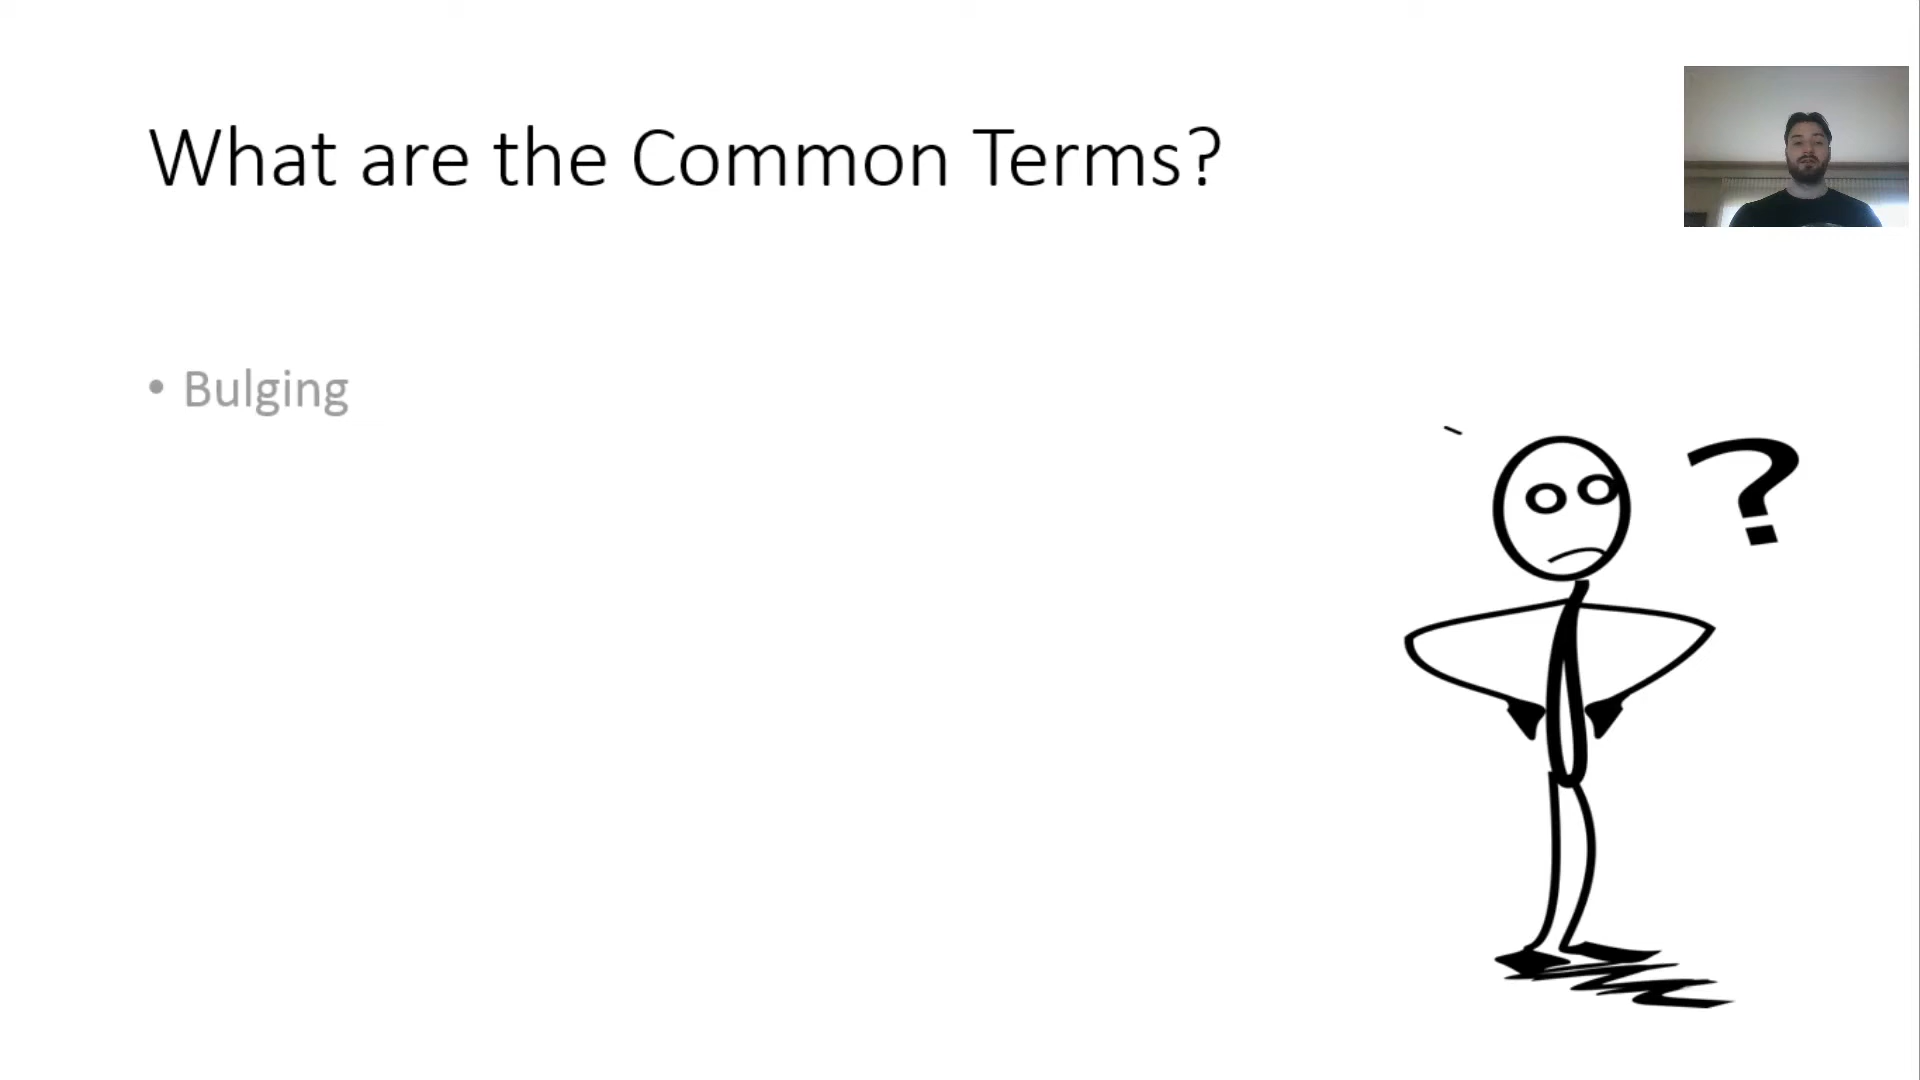 What are the Common Terms?
• Bulging
?